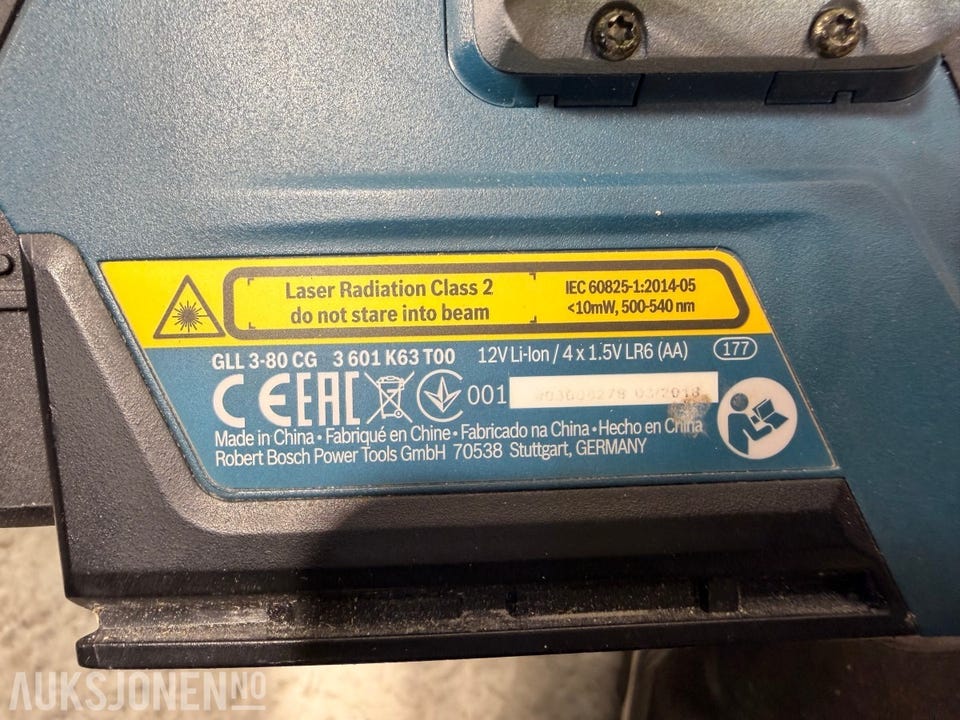 Laser Radiation Class 2
do not stare into beam
IEC 60825-1:2014-05
<10mW, 500-540 nm
GLL 3-80 CG 3 601 K63 T00 12V Li-Ion / 4 x 1.5V LR6 (AA) 177
CE EAC 001 03/2018
Made in China • Fabriqué en Chine • Fabricado na China • Hecho en China
Robert Bosch Power Tools GmbH 70538 Stuttgart, GERMANY
AUKSJONEN NO